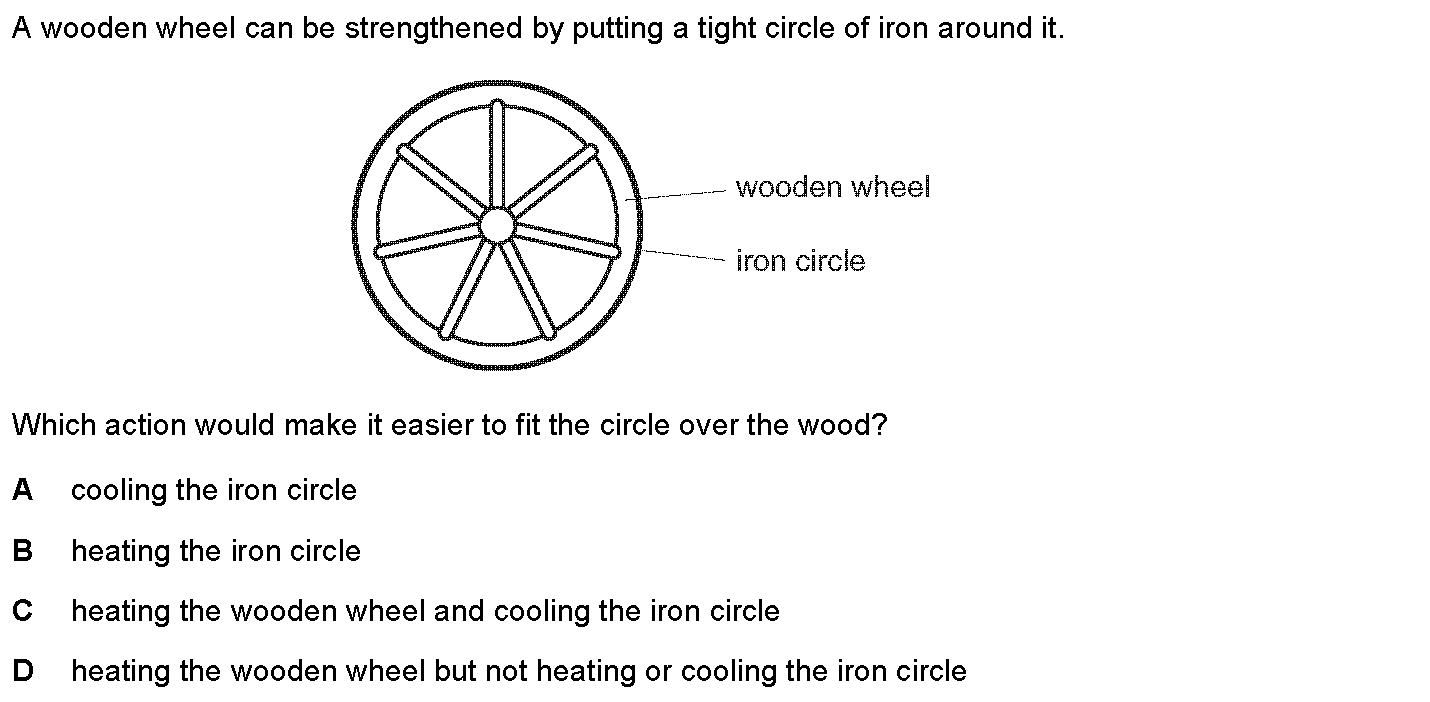 A wooden wheel can be strengthened by putting a tight circle of iron around it.
wooden wheel
iron circle
Which action would make it easier to fit the circle over the wood?
A cooling the iron circle
B heating the iron circle
C heating the wooden wheel and cooling the iron circle
D heating the wooden wheel but not heating or cooling the iron circle